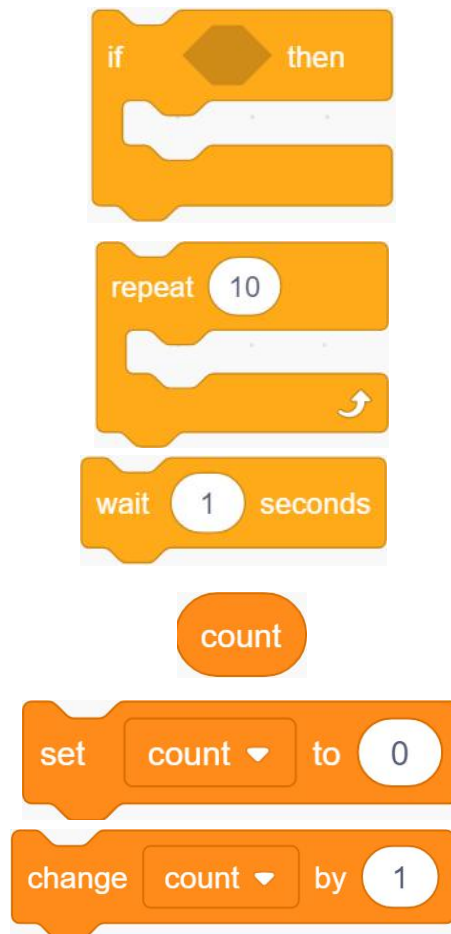 if then
repeat 10
wait 1 seconds
count
set count to 0
change count by 1